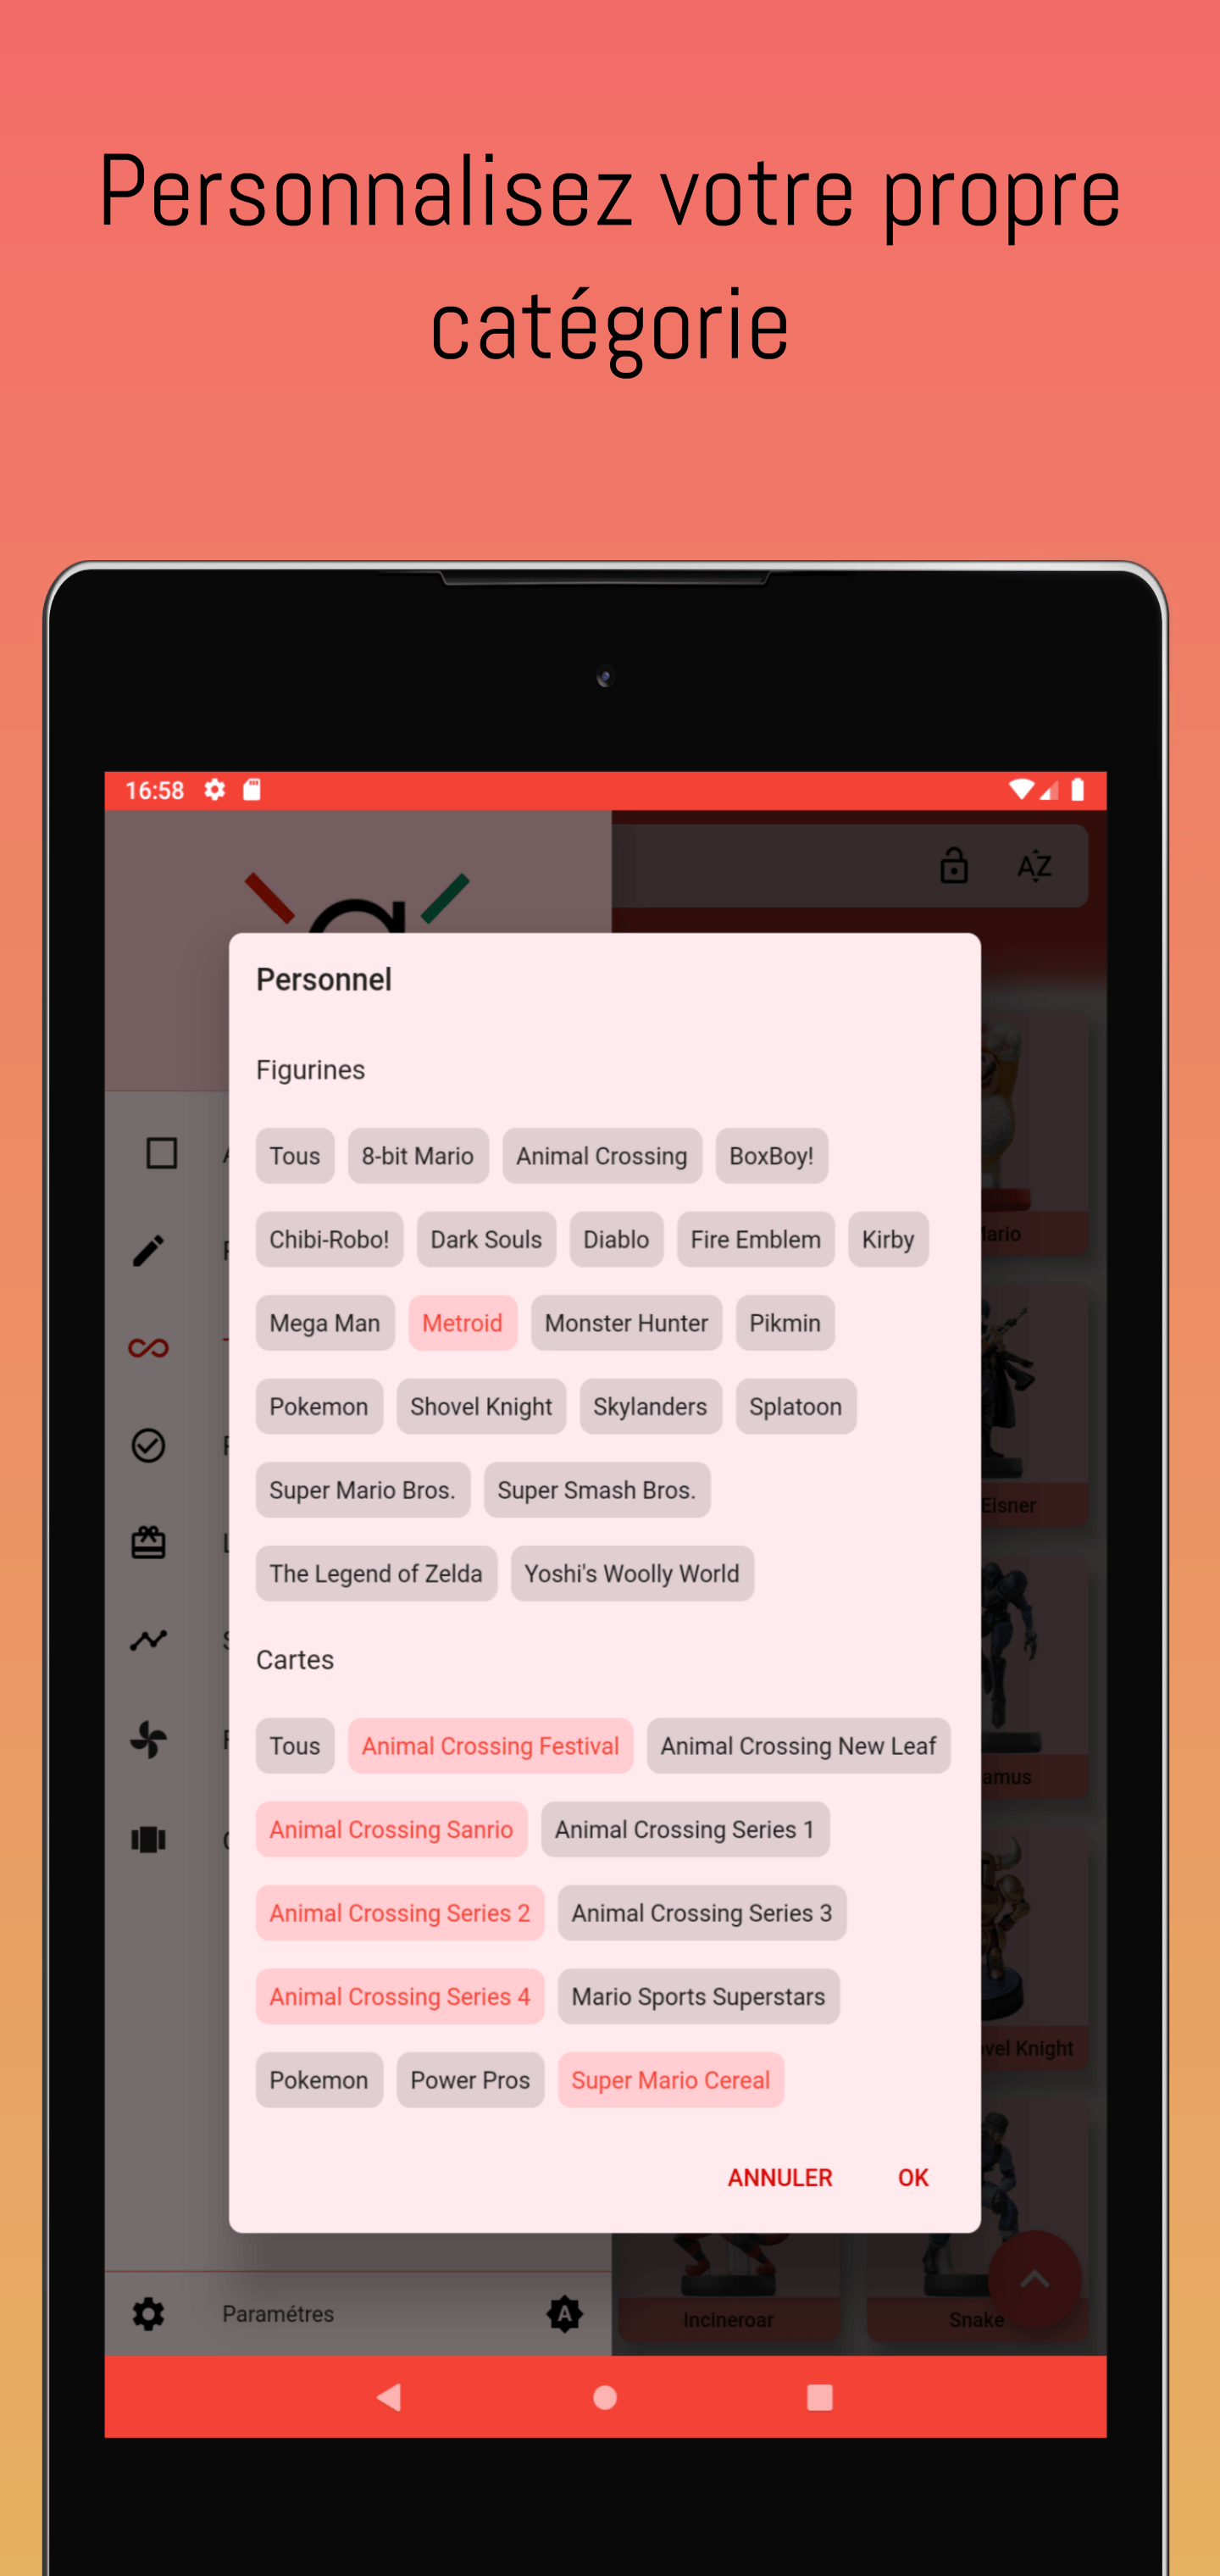 Personnalisez votre propre
catégorie
16:58
AZ
Personnel
Figurines
Tous 8-bit Mario Animal Crossing BoxBoy!
Chibi-Robo! Dark Souls Diablo Fire Emblem Kirby
Mega Man Metroid Monster Hunter Pikmin
Pokemon Shovel Knight Skylanders Splatoon
Super Mario Bros. Super Smash Bros.
The Legend of Zelda Yoshi's Woolly World
Cartes
Tous Animal Crossing Festival Animal Crossing New Leaf
Animal Crossing Sanrio Animal Crossing Series 1
Animal Crossing Series 2 Animal Crossing Series 3
Animal Crossing Series 4 Mario Sports Superstars
Pokemon Power Pros Super Mario Cereal
ANNULER OK
Eisner
Knight
Incineroar Snake
Paramétres A